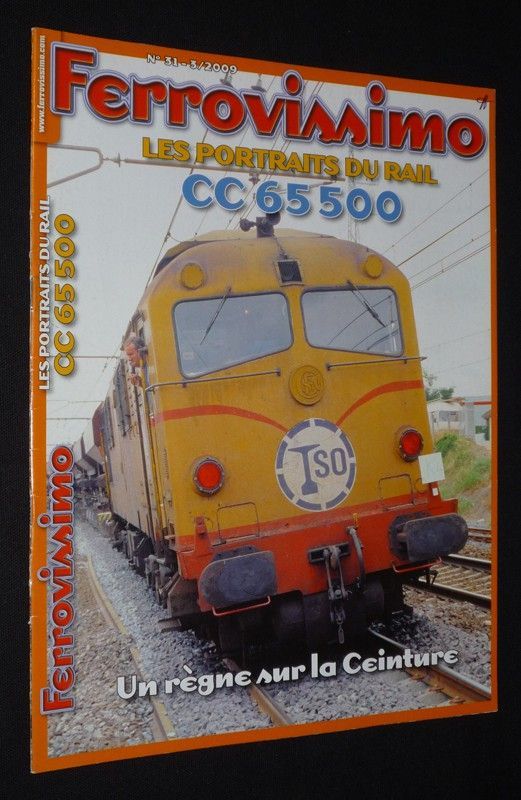 www.ferrovissimo.com
N° 31 - 3/2009
Ferrovissimo
LES PORTRAITS DU RAIL
CC 65 500
LES PORTRAITS DU RAIL
CC 65 500
Ferrovissimo
TSO
Un règne sur la Ceinture